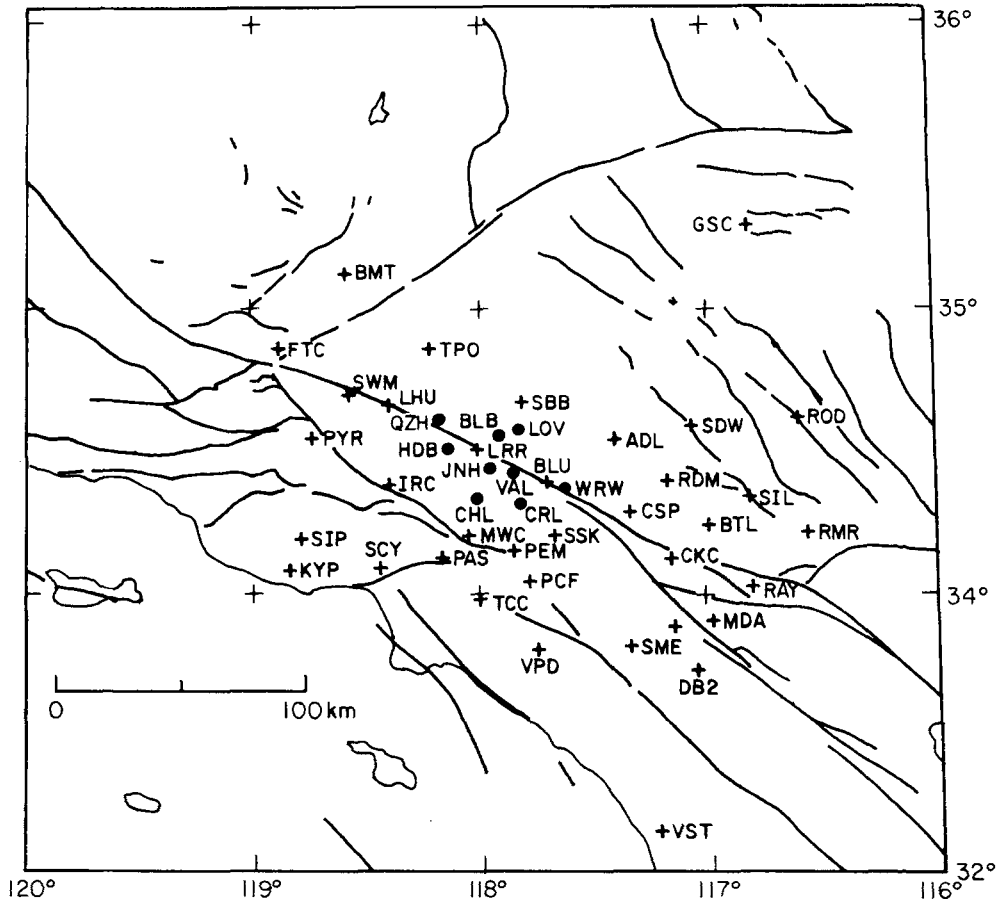 36°
GSC
BMT
35°
FTC
TPO
SWM
LHU
SBB
QZH
BLB
LOV
ROD
SDW
PYR
HDB
LRR
ADL
JNH
BLU
IRC
VAL
WRW
RDM
SIL
CHL
CRL
CSP
BTL
RMR
SIP
SCY
MWC
SSK
PAS
PEM
CKC
KYP
PCF
RAY
34°
TCC
MDA
VPD
SME
DB2
0
100 km
VST
32°
120°
119°
118°
117°
116°